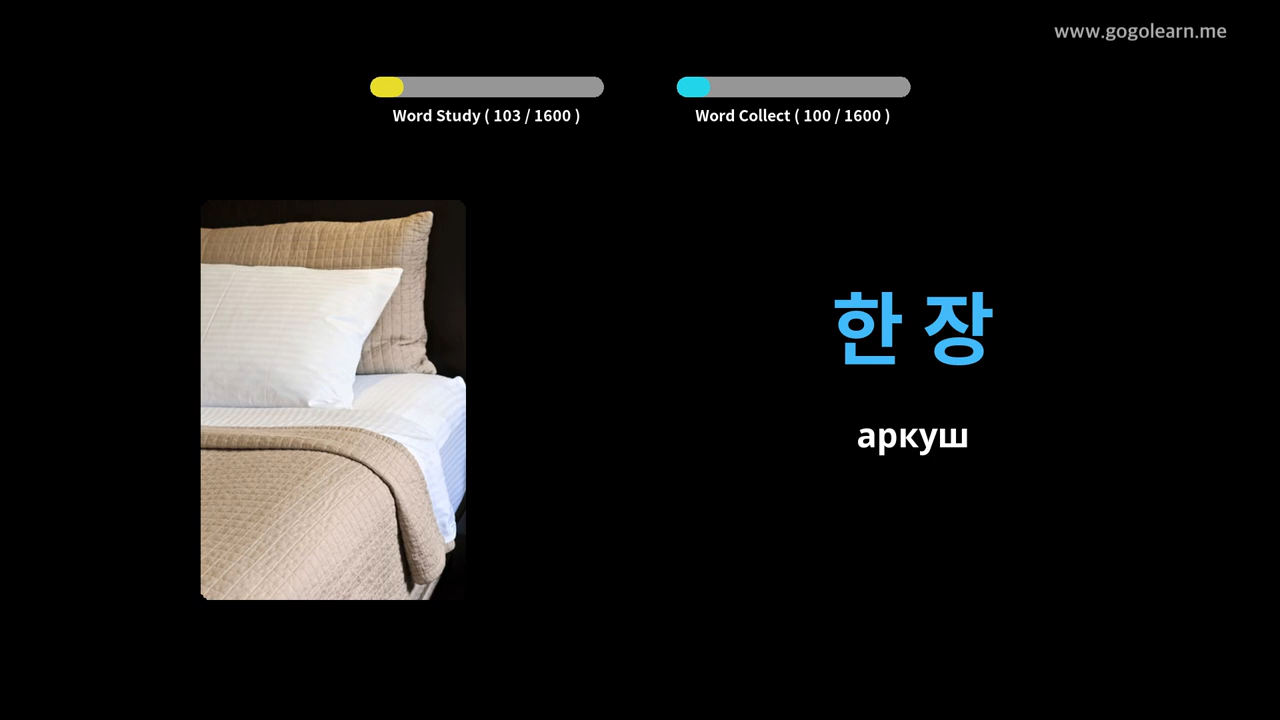 www.gogolearn.me
Word Study ( 103 / 1600 )
Word Collect ( 100 / 1600 )
한 장
аркуш